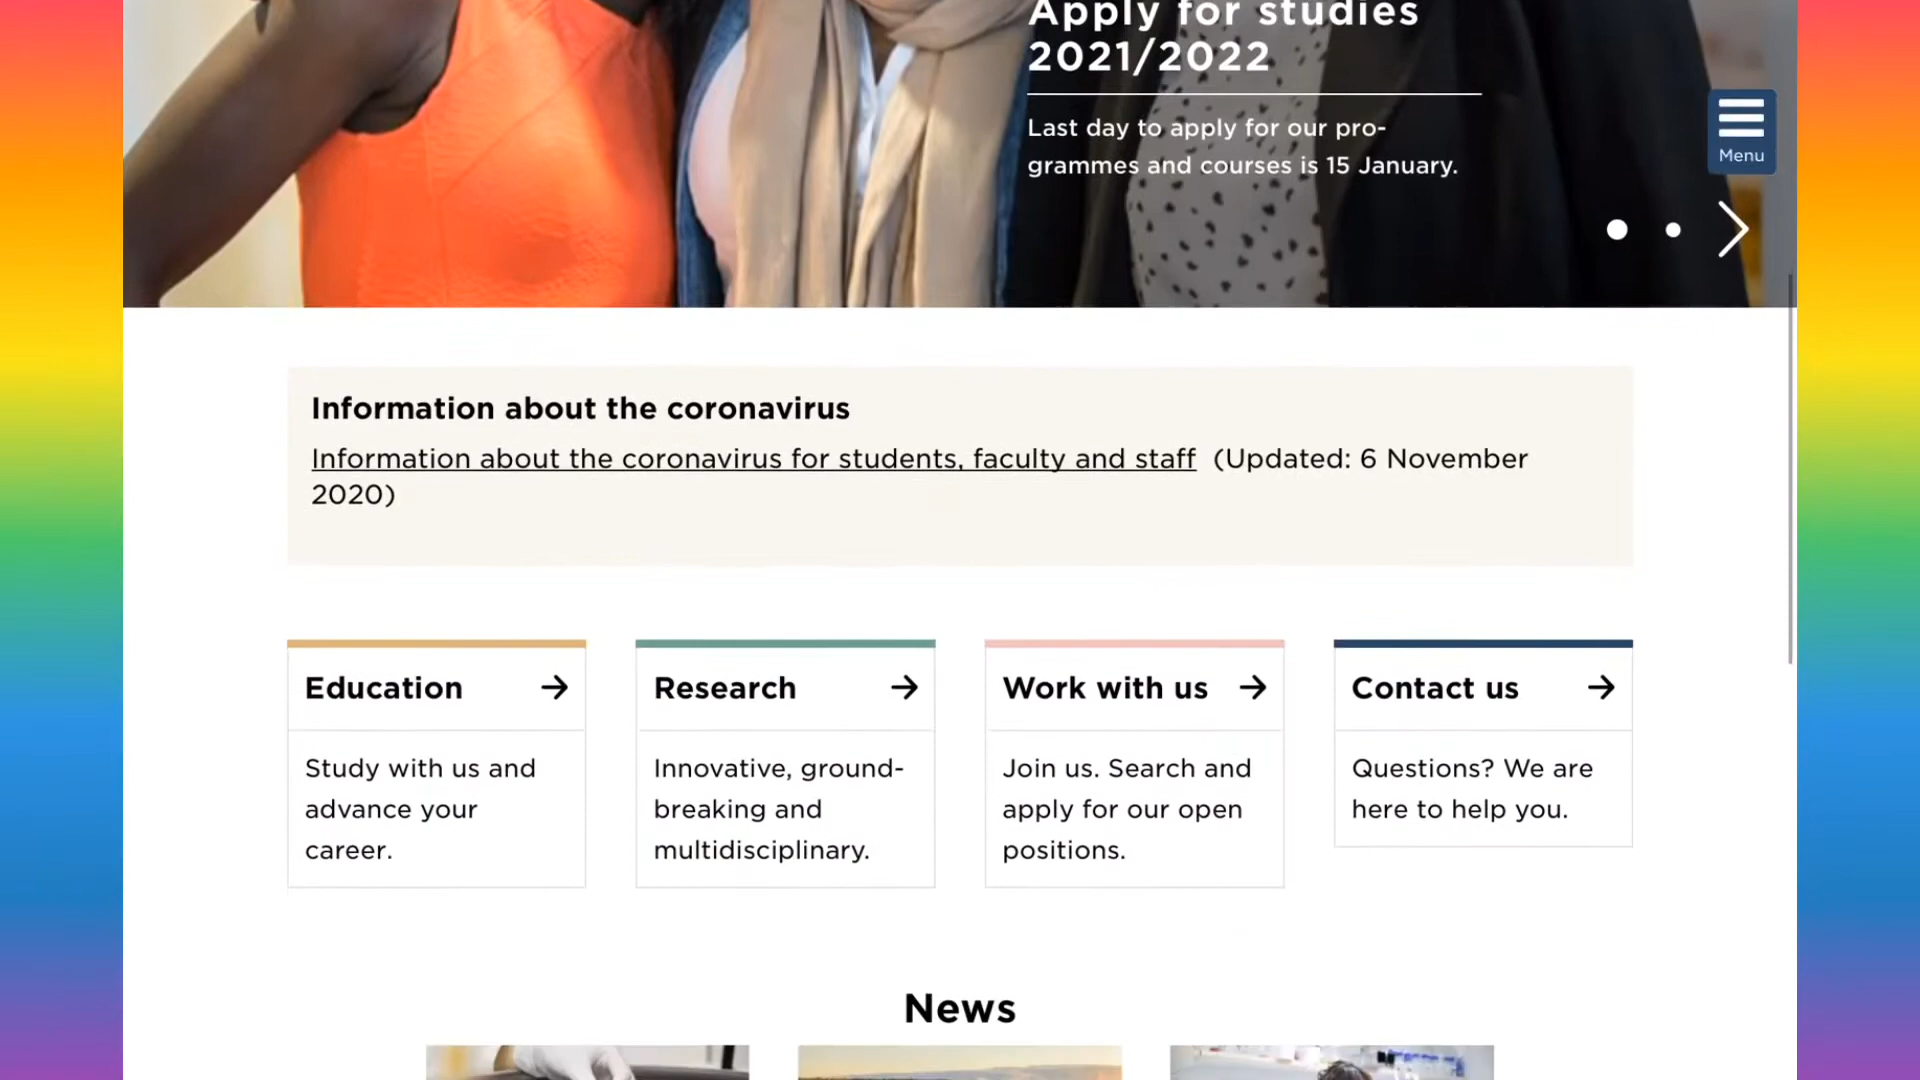 Apply for studies
2021/2022
Last day to apply for our pro-
grammes and courses is 15 January.
Menu
Information about the coronavirus
Information about the coronavirus for students, faculty and staff (Updated: 6 November
2020)
Education
Study with us and
advance your
career.
Research
Innovative, ground-
breaking and
multidisciplinary.
Work with us
Join us. Search and
apply for our open
positions.
Contact us
Questions? We are
here to help you.
News